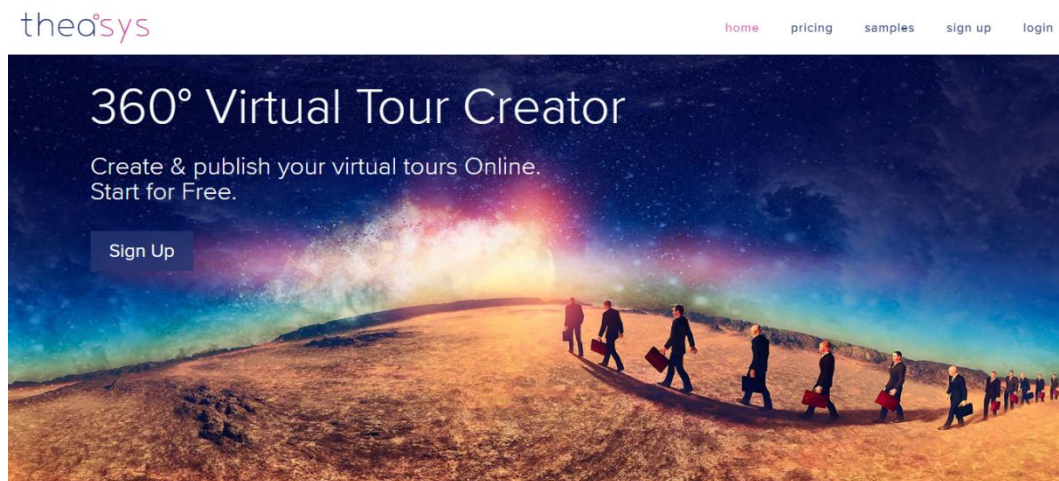 theasys
home pricing samples sign up login
360° Virtual Tour Creator
Create & publish your virtual tours Online.
Start for Free.
Sign Up